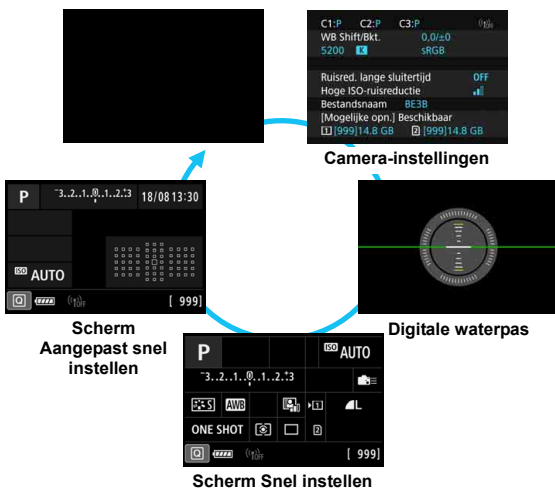 C1:P C2:P C3:P
WB Shift/Bkt. 0,0/±0
5200 K sRGB
Ruisred. lange sluitertijd OFF
Hoge ISO-ruisreductie
Bestandsnaam BE3B
[Mogelijke opn.] Beschikbaar
1 [999]14.8 GB 2 [999]14.8 GB
Camera-instellingen
P -3..2..1..0..1..2..+3 18/08 13:30
ISO AUTO
Q OFF [ 999]
Scherm
Aangepast snel
instellen
Digitale waterpas
P ISO AUTO
-3..2..1..0..1..2..+3
S AWB 1 L
ONE SHOT 2
Q OFF [ 999]
Scherm Snel instellen